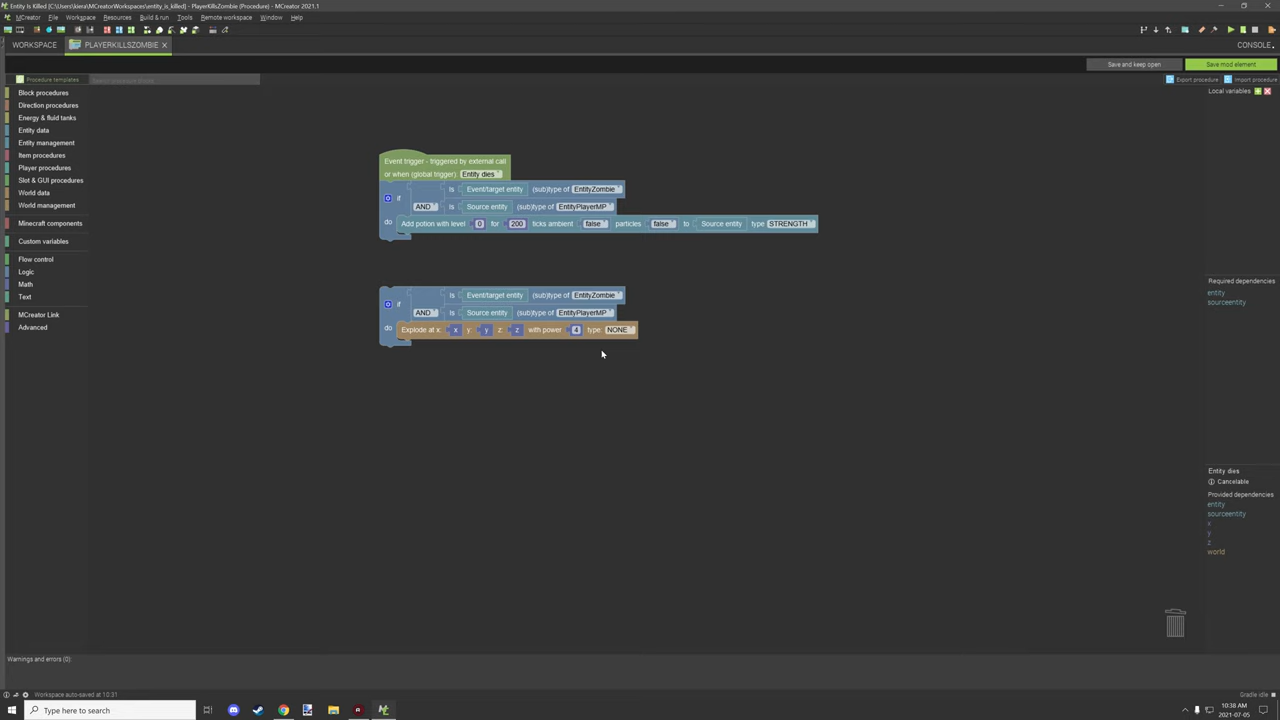 Entity Is Killed [C:\Users\kiera\MCreatorWorkspaces\entity_is_killed] - PlayerKillsZombie (Procedure) - MCreator 2021.1
MCreator File Workspace Resources Build & run Tools Remote workspace Window Help
WORKSPACE PLAYERKILLSZOMBIE CONSOLE
Save and keep open Save mod element
Procedure templates Export procedure Import procedure
Local variables
Block procedures
Direction procedures
Energy & fluid tanks
Entity data
Entity management
Item procedures
Player procedures
Slot & GUI procedures
World data
World management
Minecraft components
Custom variables
Flow control
Logic
Math
Text
MCreator Link
Advanced
Event trigger - triggered by external call
or when (global trigger): Entity dies
if Is Event/target entity (sub)type of EntityZombie
AND Is Source entity (sub)type of EntityPlayerMP
do Add potion with level 0 for 200 ticks ambient false particles false to Source entity type STRENGTH
if Is Event/target entity (sub)type of EntityZombie
AND Is Source entity (sub)type of EntityPlayerMP
do Explode at x: x y: y z: z with power 4 type: NONE
Required dependencies:
entity
sourceentity
Entity dies
Cancelable
Provided dependencies:
entity
sourceentity
x
y
z
world
Warnings and errors (0):
Workspace auto-saved at 10:31 Gradle idle
Type here to search
10:38 AM
2021-07-05